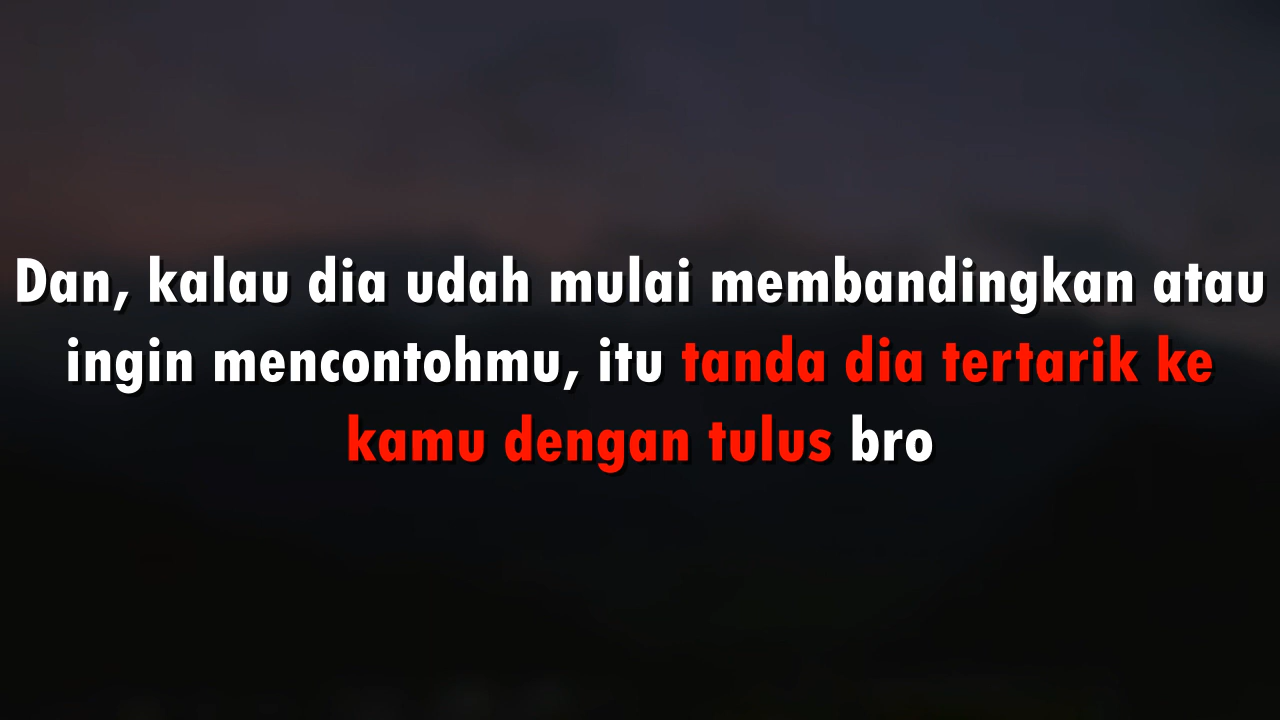 Dan, kalau dia udah mulai membandingkan atau
ingin mencontohmu, itu tanda dia tertarik ke
kamu dengan tulus bro